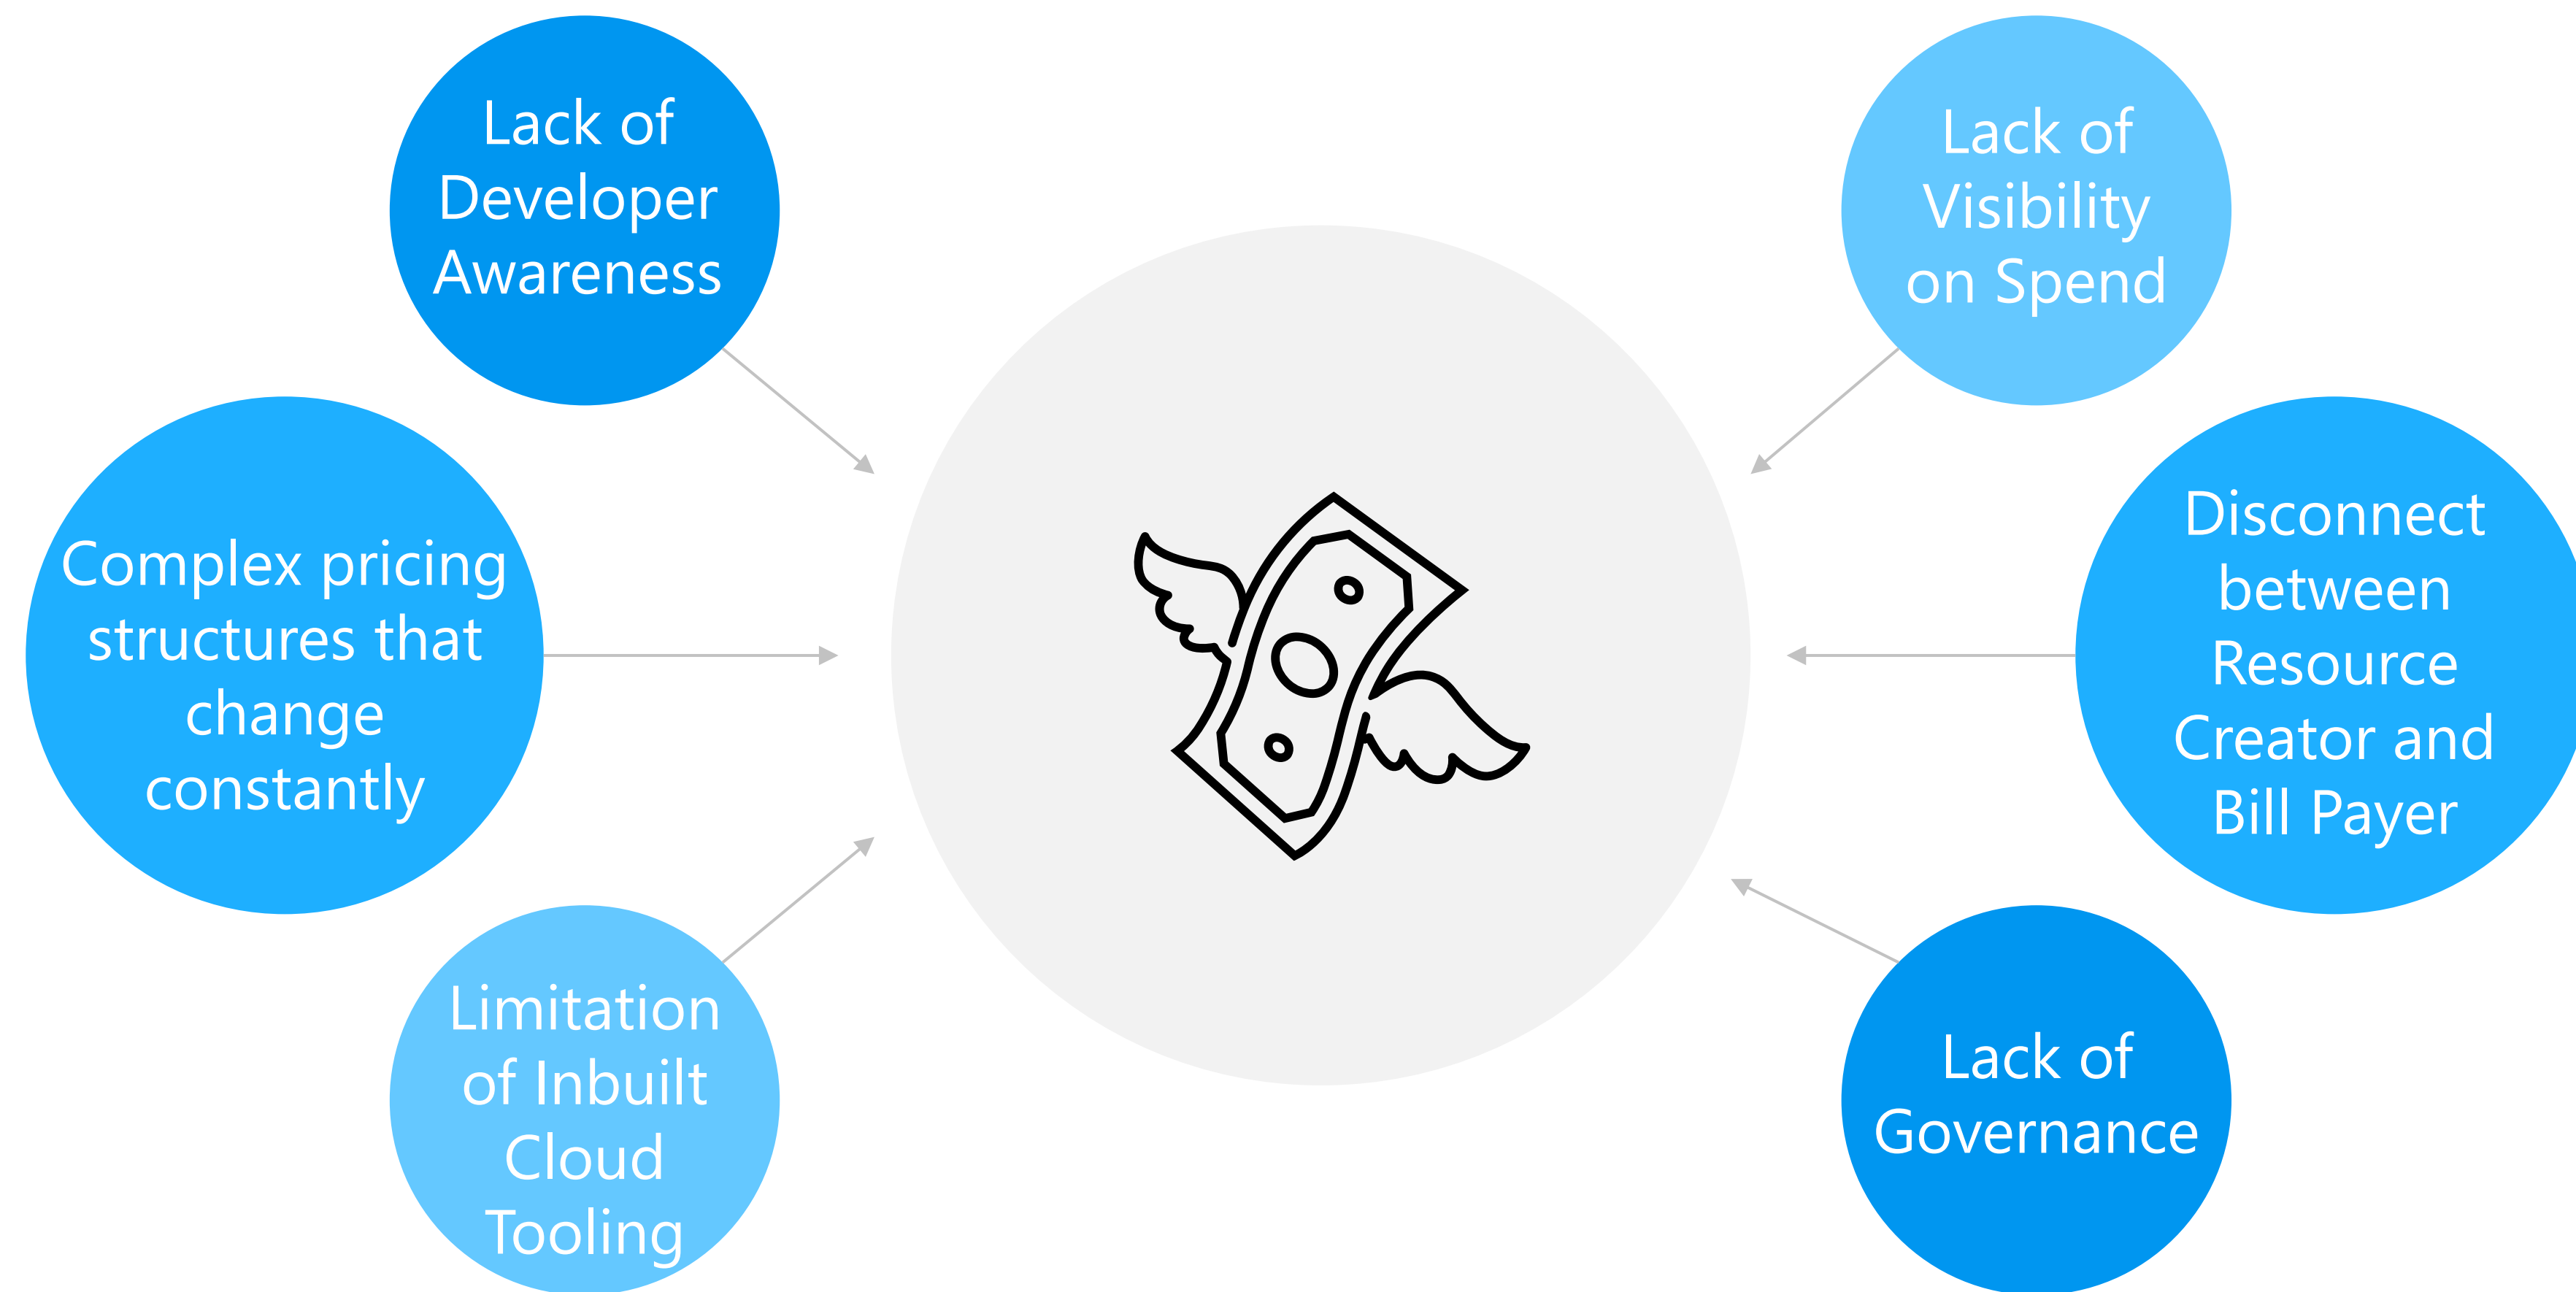 Lack of
Developer
Awareness
Complex pricing
structures that
change
constantly
Limitation
of Inbuilt
Cloud
Tooling
Lack of
Visibility
on Spend
Disconnect
between
Resource
Creator and
Bill Payer
Lack of
Governance